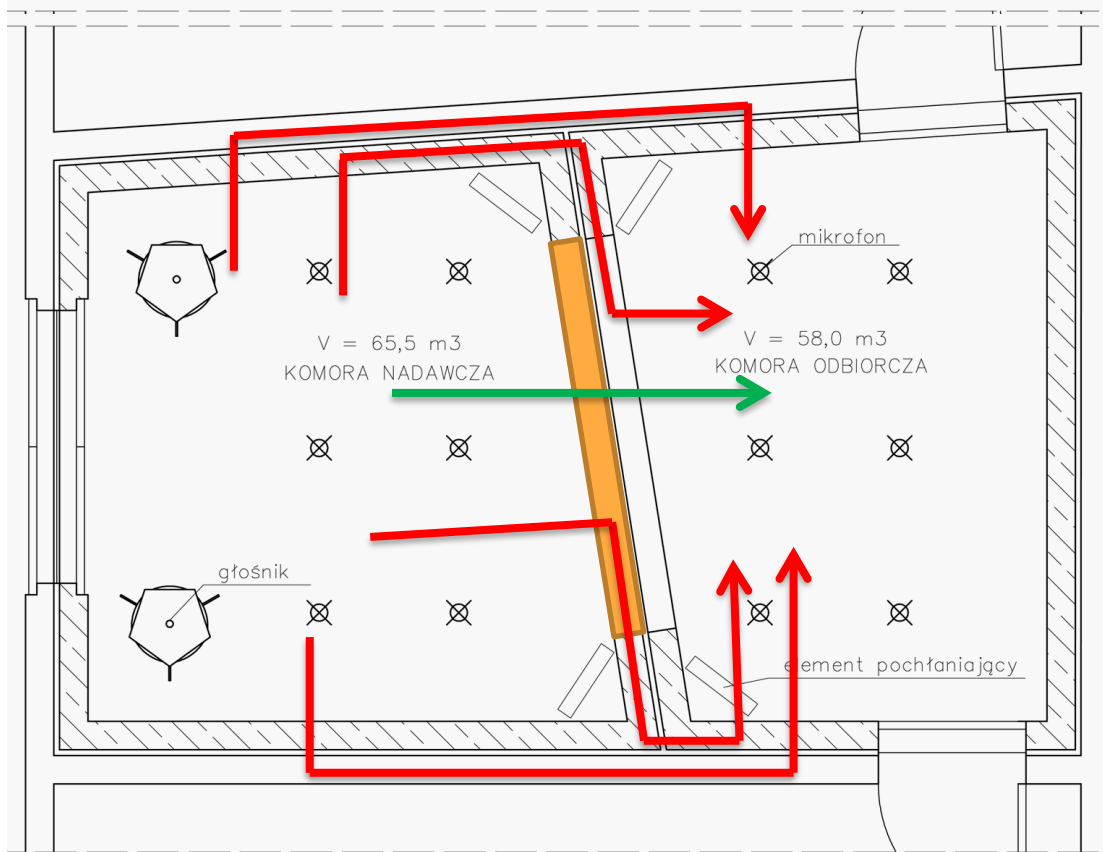 mikrofon
V = 65,5 m3
KOMORA NADAWCZA
V = 58,0 m3
KOMORA ODBIORCZA
głośnik
element pochłaniający